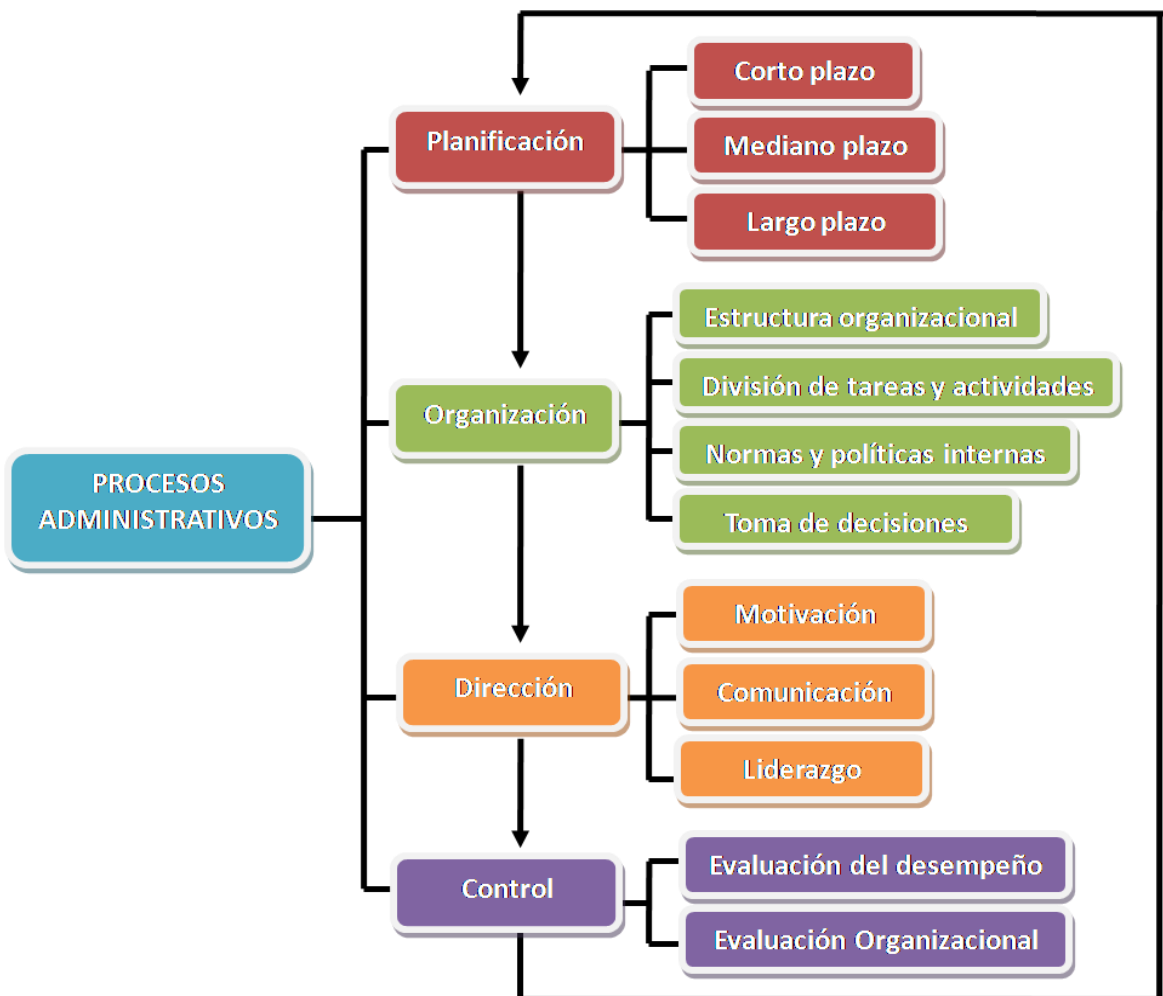 Corto plazo
Planificación
Mediano plazo
Largo plazo
Estructura organizacional
División de tareas y actividades
Organización
Normas y políticas internas
Toma de decisiones
PROCESOS
ADMINISTRATIVOS
Motivación
Dirección
Comunicación
Liderazgo
Evaluación del desempeño
Control
Evaluación Organizacional